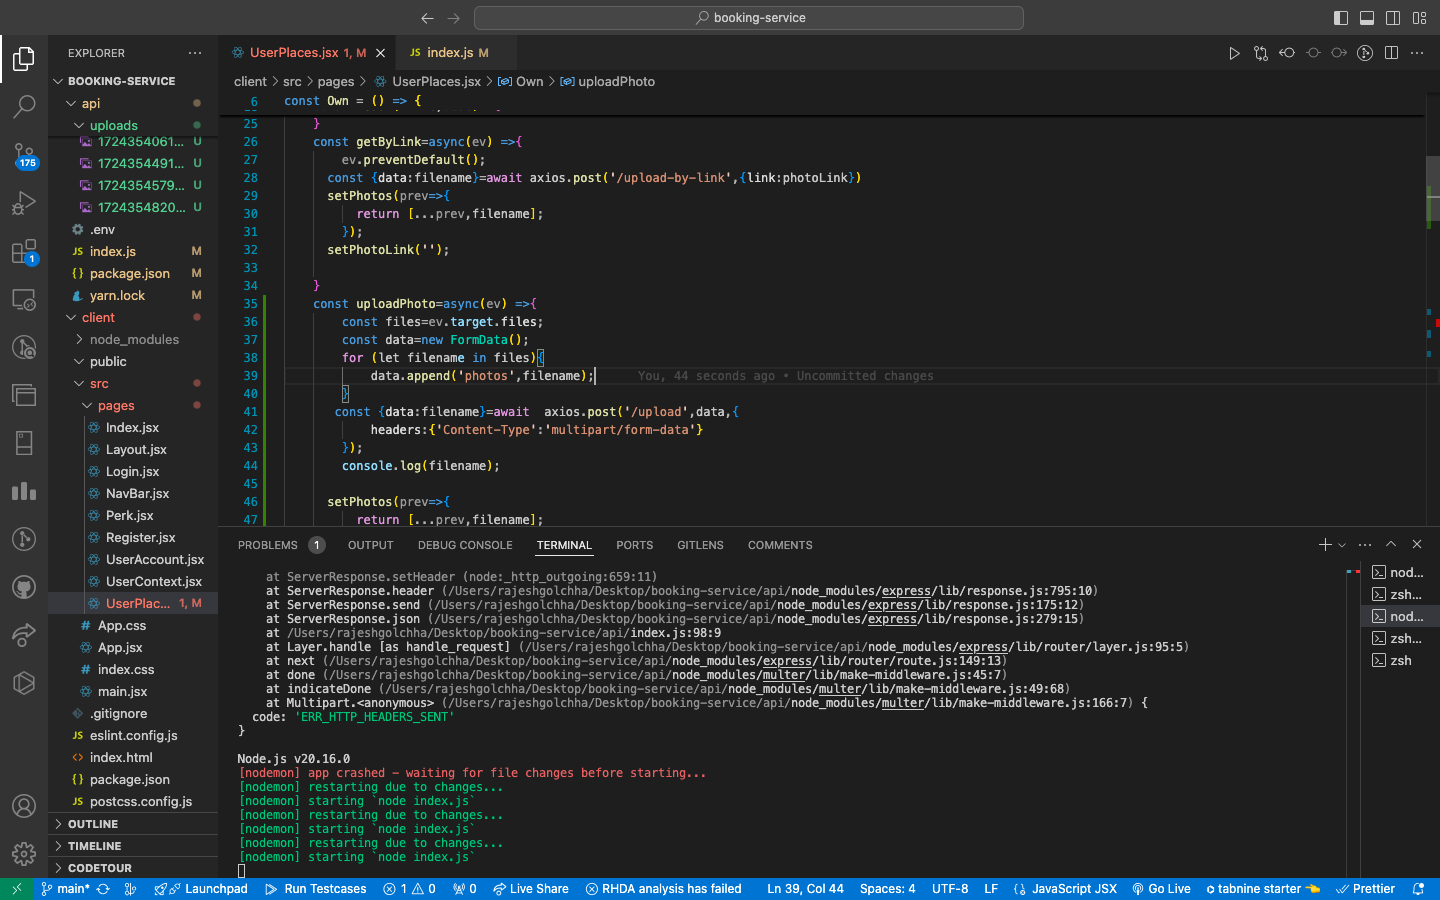 booking-service
EXPLORER
BOOKING-SERVICE
api
uploads
1724354061... U
1724354491... U
1724354579... U
1724354820... U
.env
index.js M
package.json M
yarn.lock M
client
node_modules
public
src
pages
Index.jsx
Layout.jsx
Login.jsx
NavBar.jsx
Perk.jsx
Register.jsx
UserAccount.jsx
UserContext.jsx
UserPlac... 1, M
App.css
App.jsx
index.css
main.jsx
.gitignore
eslint.config.js
index.html
package.json
postcss.config.js
OUTLINE
TIMELINE
CODETOUR
175
1
UserPlaces.jsx 1, M
index.js M
client > src > pages > UserPlaces.jsx > Own > uploadPhoto
6 const Own = () => {
25 }
26 const getByLink=async(ev) =>{
27 ev.preventDefault();
28 const {data:filename}=await axios.post('/upload-by-link',{link:photoLink})
29 setPhotos(prev=>{
30 return [...prev,filename];
31 });
32 setPhotoLink('');
33
34 }
35 const uploadPhoto=async(ev) =>{
36 const files=ev.target.files;
37 const data=new FormData();
38 for (let filename in files){
39 data.append('photos',filename); You, 44 seconds ago • Uncommitted changes
40 }
41 const {data:filename}=await axios.post('/upload',data,{
42 headers:{'Content-Type':'multipart/form-data'}
43 });
44 console.log(filename);
45
46 setPhotos(prev=>{
47 return [...prev,filename];
PROBLEMS 1 OUTPUT DEBUG CONSOLE TERMINAL PORTS GITLENS COMMENTS
at ServerResponse.setHeader (node:_http_outgoing:659:11)
at ServerResponse.header (/Users/rajeshgolchha/Desktop/booking-service/api/node_modules/express/lib/response.js:795:10)
at ServerResponse.send (/Users/rajeshgolchha/Desktop/booking-service/api/node_modules/express/lib/response.js:175:12)
at ServerResponse.json (/Users/rajeshgolchha/Desktop/booking-service/api/node_modules/express/lib/response.js:279:15)
at /Users/rajeshgolchha/Desktop/booking-service/api/index.js:98:9
at Layer.handle [as handle_request] (/Users/rajeshgolchha/Desktop/booking-service/api/node_modules/express/lib/router/layer.js:95:5)
at next (/Users/rajeshgolchha/Desktop/booking-service/api/node_modules/express/lib/router/route.js:149:13)
at done (/Users/rajeshgolchha/Desktop/booking-service/api/node_modules/multer/lib/make-middleware.js:45:7)
at indicateDone (/Users/rajeshgolchha/Desktop/booking-service/api/node_modules/multer/lib/make-middleware.js:49:68)
at Multipart.<anonymous> (/Users/rajeshgolchha/Desktop/booking-service/api/node_modules/multer/lib/make-middleware.js:166:7) {
code: 'ERR_HTTP_HEADERS_SENT'
}
Node.js v20.16.0
[nodemon] app crashed - waiting for file changes before starting...
[nodemon] restarting due to changes...
[nodemon] starting `node index.js`
[nodemon] restarting due to changes...
[nodemon] starting `node index.js`
[nodemon] restarting due to changes...
[nodemon] starting `node index.js`
nod...
zsh...
nod...
zsh...
zsh
main* Launchpad Run Testcases 1 0 0 Live Share RHDA analysis has failed Ln 39, Col 44 Spaces: 4 UTF-8 LF JavaScript JSX Go Live tabnine starter Prettier